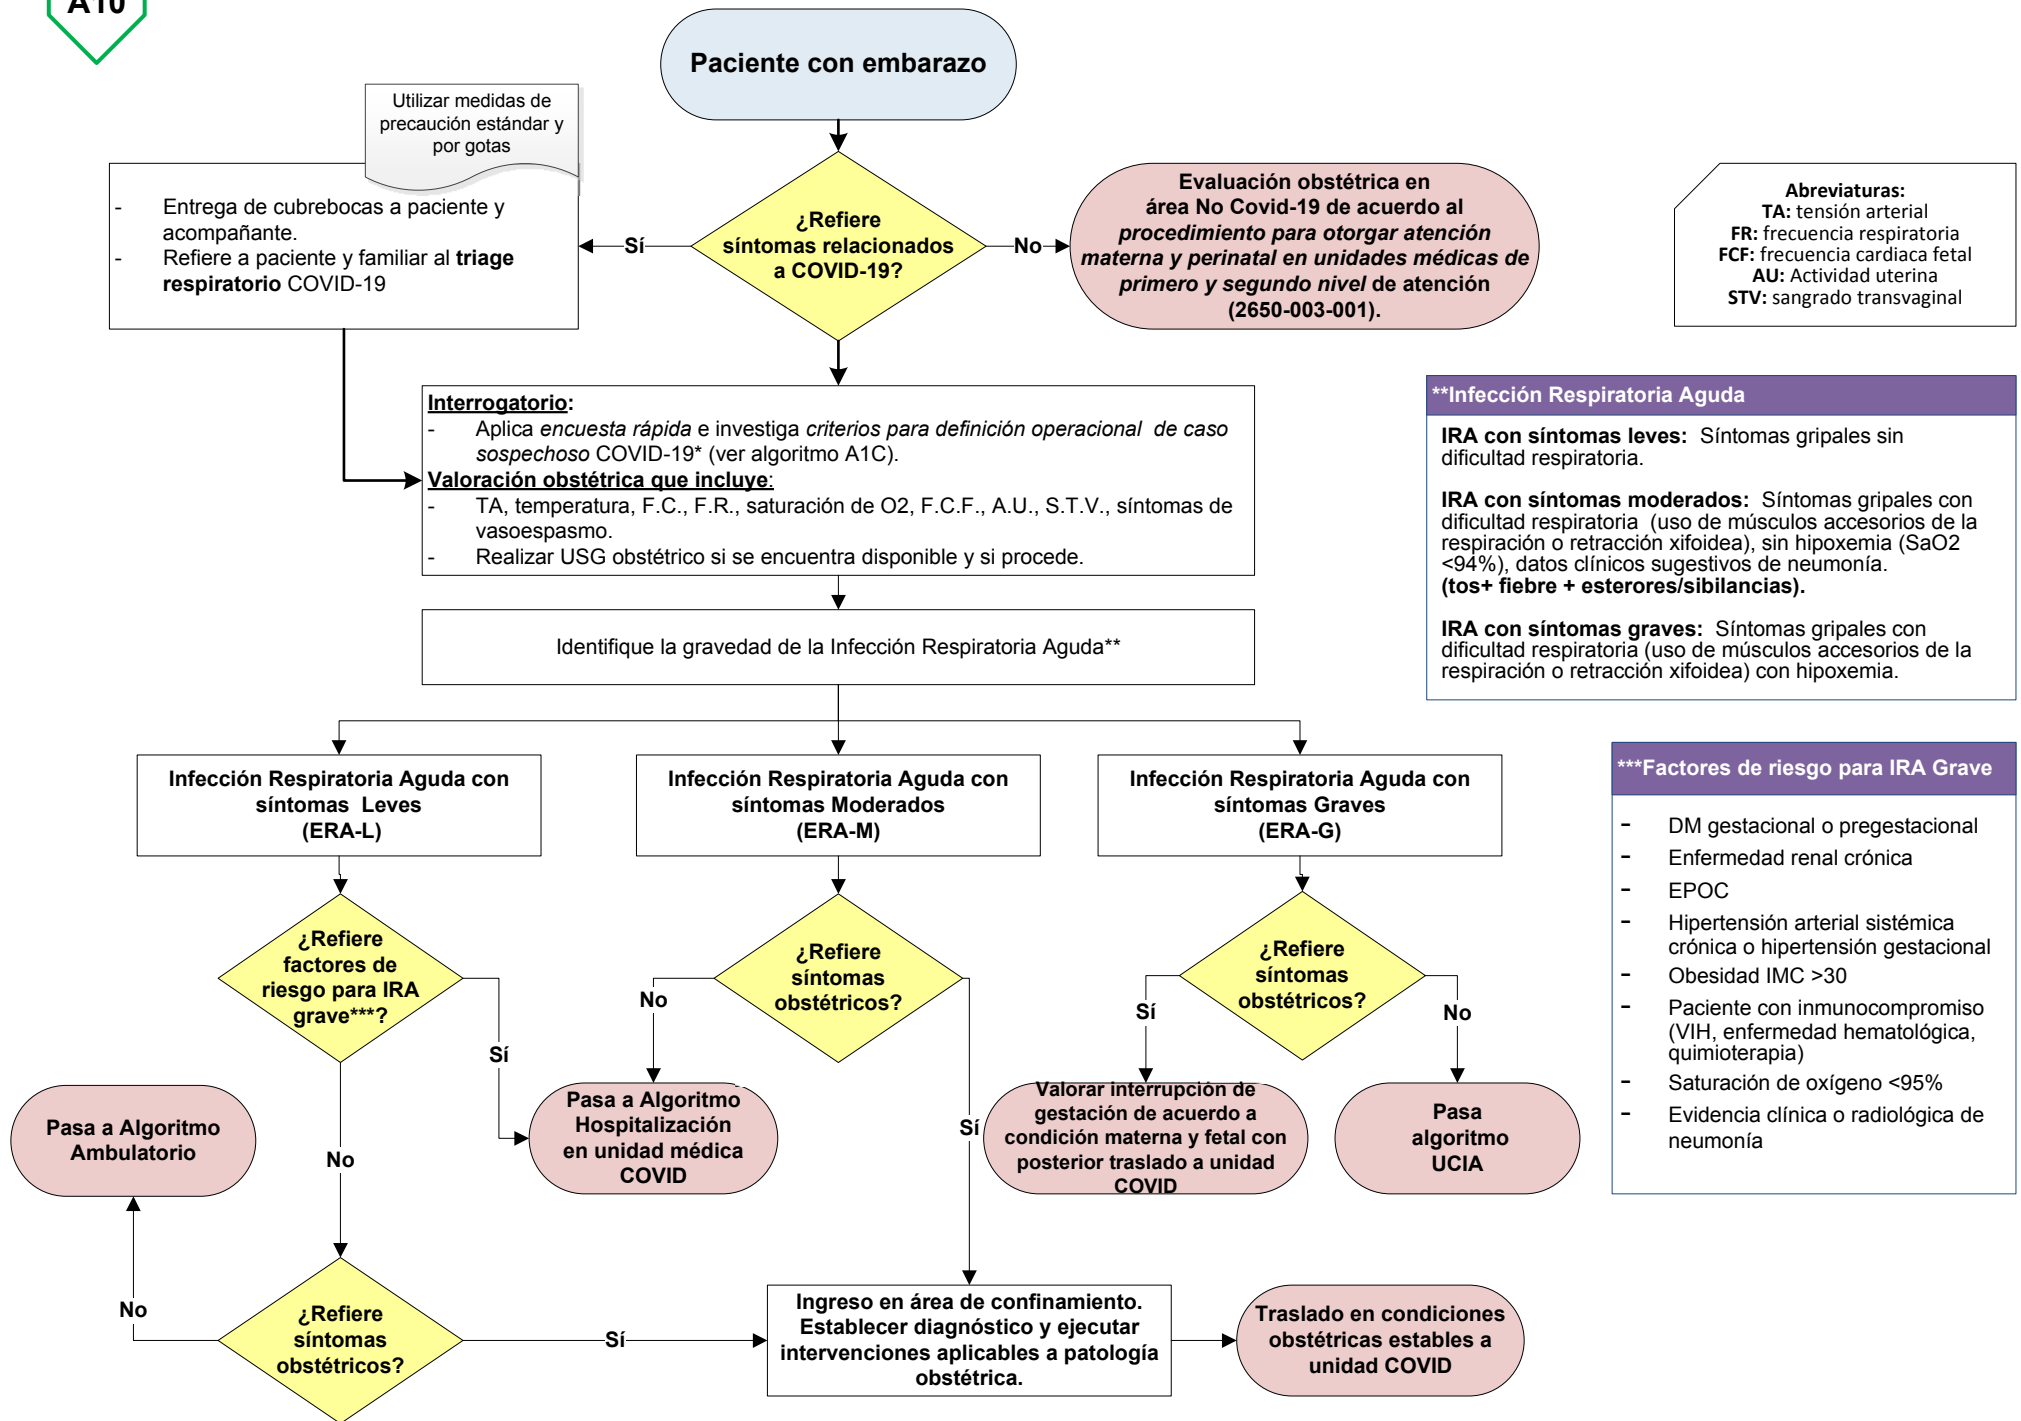 A10
Paciente con embarazo
Utilizar medidas de
precaución estándar y
por gotas
- Entrega de cubrebocas a paciente y
acompañante.
- Refiere a paciente y familiar al triage
respiratorio COVID-19
Sí
¿Refiere
síntomas relacionados
a COVID-19?
No
Evaluación obstétrica en
área No Covid-19 de acuerdo al
procedimiento para otorgar atención
materna y perinatal en unidades médicas de
primero y segundo nivel de atención
(2650-003-001).
Abreviaturas:
TA: tensión arterial
FR: frecuencia respiratoria
FCF: frecuencia cardiaca fetal
AU: Actividad uterina
STV: sangrado transvaginal
Interrogatorio:
- Aplica encuesta rápida e investiga criterios para definición operacional de caso
sospechoso COVID-19* (ver algoritmo A1C).
Valoración obstétrica que incluye:
- TA, temperatura, F.C., F.R., saturación de O2, F.C.F., A.U., S.T.V., síntomas de
vasoespasmo.
- Realizar USG obstétrico si se encuentra disponible y si procede.
**Infección Respiratoria Aguda
IRA con síntomas leves: Síntomas gripales sin
dificultad respiratoria.
IRA con síntomas moderados: Síntomas gripales con
dificultad respiratoria (uso de músculos accesorios de la
respiración o retracción xifoidea), sin hipoxemia (SaO2
<94%), datos clínicos sugestivos de neumonía.
(tos+ fiebre + esterores/sibilancias).
IRA con síntomas graves: Síntomas gripales con
dificultad respiratoria (uso de músculos accesorios de la
respiración o retracción xifoidea) con hipoxemia.
Identifique la gravedad de la Infección Respiratoria Aguda**
Infección Respiratoria Aguda con
síntomas Leves
(ERA-L)
Infección Respiratoria Aguda con
síntomas Moderados
(ERA-M)
Infección Respiratoria Aguda con
síntomas Graves
(ERA-G)
***Factores de riesgo para IRA Grave
- DM gestacional o pregestacional
- Enfermedad renal crónica
- EPOC
- Hipertensión arterial sistémica
crónica o hipertensión gestacional
- Obesidad IMC >30
- Paciente con inmunocompromiso
(VIH, enfermedad hematológica,
quimioterapia)
- Saturación de oxígeno <95%
- Evidencia clínica o radiológica de
neumonía
¿Refiere
factores de
riesgo para IRA
grave***?
Sí
No
¿Refiere
síntomas
obstétricos?
No
Sí
¿Refiere
síntomas
obstétricos?
Sí
No
Pasa a Algoritmo
Ambulatorio
Pasa a Algoritmo
Hospitalización
en unidad médica
COVID
Valorar interrupción de
gestación de acuerdo a
condición materna y fetal con
posterior traslado a unidad
COVID
Pasa
algoritmo
UCIA
No
¿Refiere
síntomas
obstétricos?
Sí
Ingreso en área de confinamiento.
Establecer diagnóstico y ejecutar
intervenciones aplicables a patología
obstétrica.
Traslado en condiciones
obstétricas estables a
unidad COVID